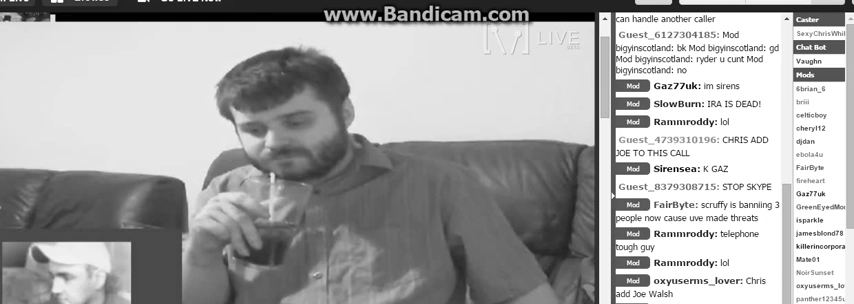 GO LIVE NOW
www.Bandicam.com
LIVE
can handle another caller
Guest_6127304185: Mod
bigyinscotland: bk Mod bigyinscotland: gd
Mod bigyinscotland: ryder u cunt Mod
bigyinscotland: no
Mod Gaz77uk: im sirens
Mod SlowBurn: IRA IS DEAD!
Mod Rammroddy: lol
Guest_4739310196: CHRIS ADD
JOE TO THIS CALL
Mod Sirensea: K GAZ
Guest_8379308715: STOP SKYPE
Mod FairByte: scruffy is baniing 3
people now cause uve made threats
Mod Rammroddy: telephone
tough guy
Mod Rammroddy: lol
Mod oxyuserms_lover: Chris
add Joe Walsh
Caster
SexyChrisWhi
Chat Bot
Vaughn
Mods
6brian_6
briii
celticboy
cheryl12
djdan
ebola4u
FairByte
fireheart
Gaz77uk
GreenEyedMo
isparkle
jamesblond78
killerincorpora
Mate01
NoirSunset
oxyuserms_lo
panther12345